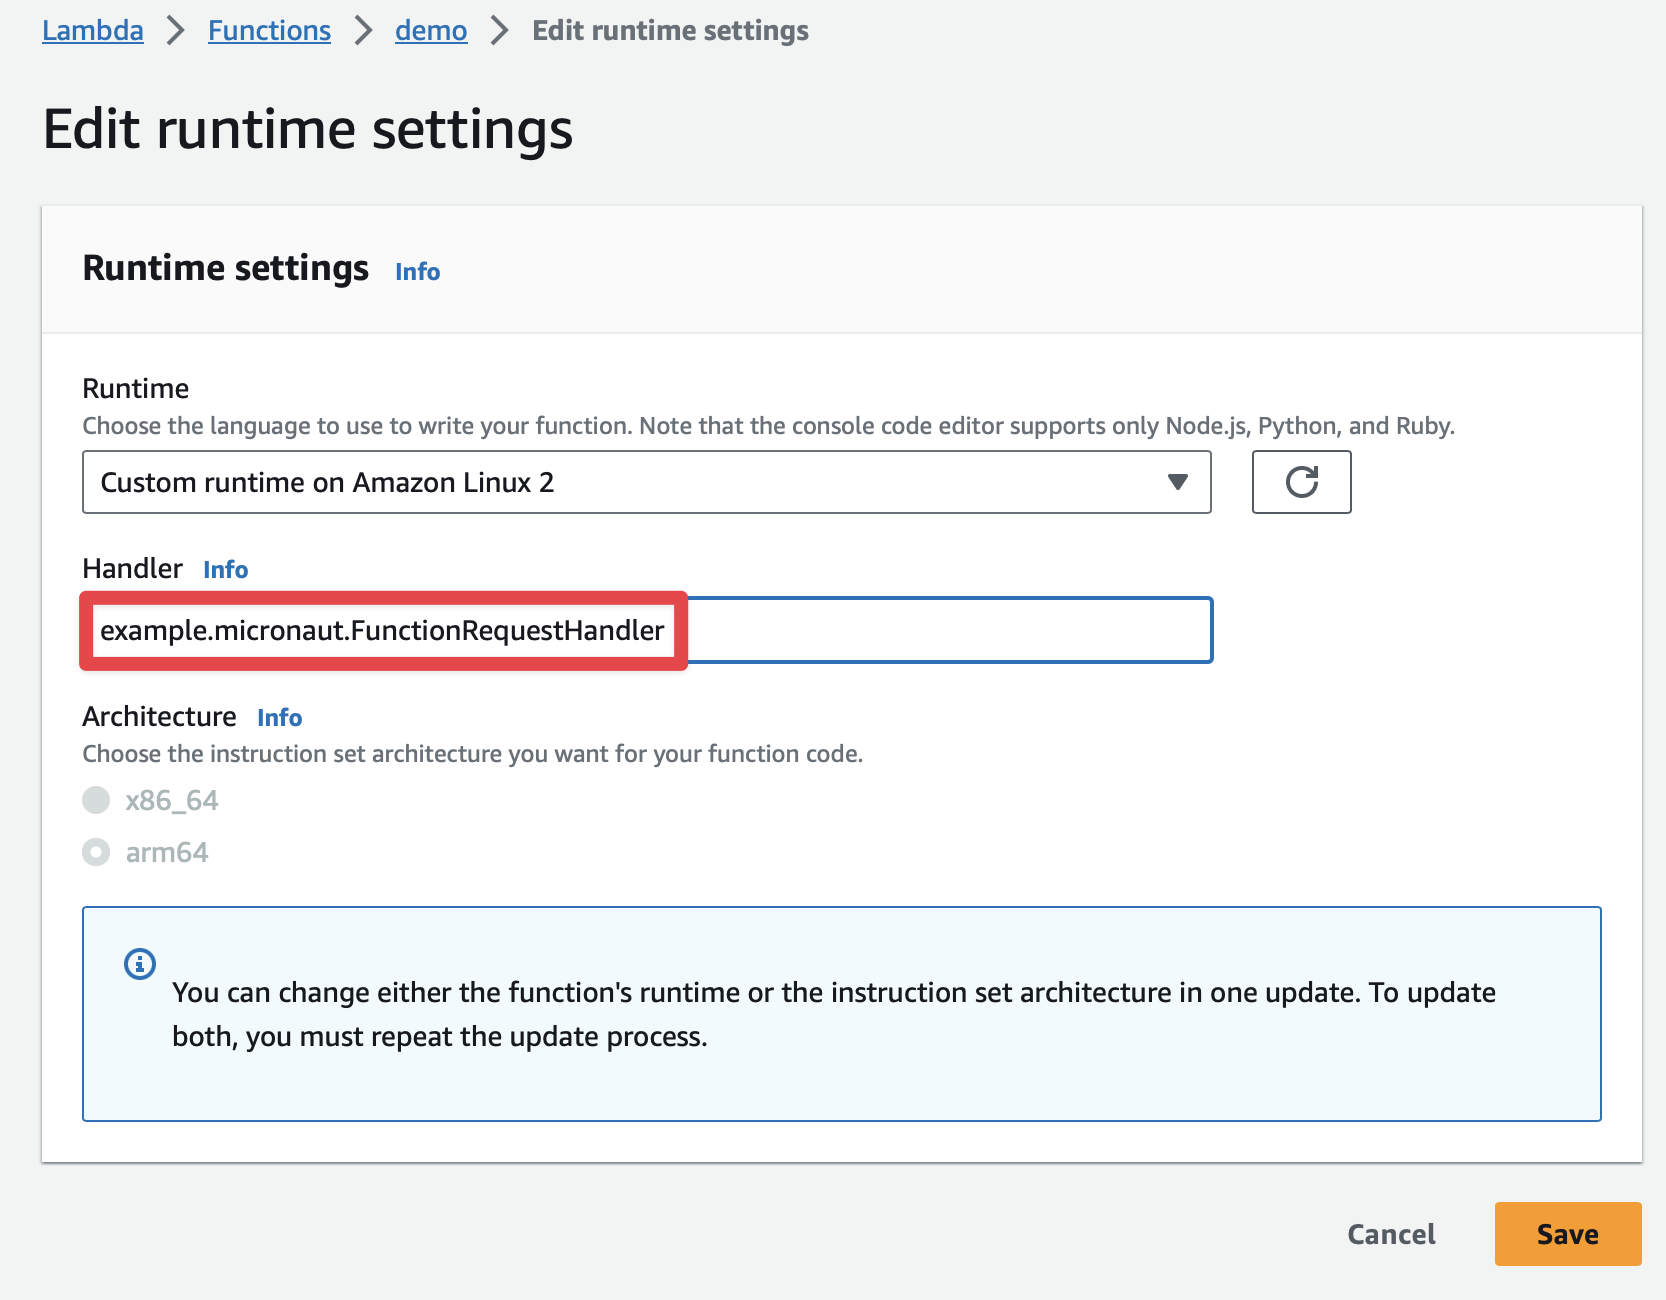 Lambda > Functions > demo > Edit runtime settings
Edit runtime settings
Runtime settings Info
Runtime
Choose the language to use to write your function. Note that the console code editor supports only Node.js, Python, and Ruby.
Custom runtime on Amazon Linux 2
Handler Info
example.micronaut.FunctionRequestHandler
Architecture Info
Choose the instruction set architecture you want for your function code.
x86_64
arm64
You can change either the function's runtime or the instruction set architecture in one update. To update
both, you must repeat the update process.
Cancel Save